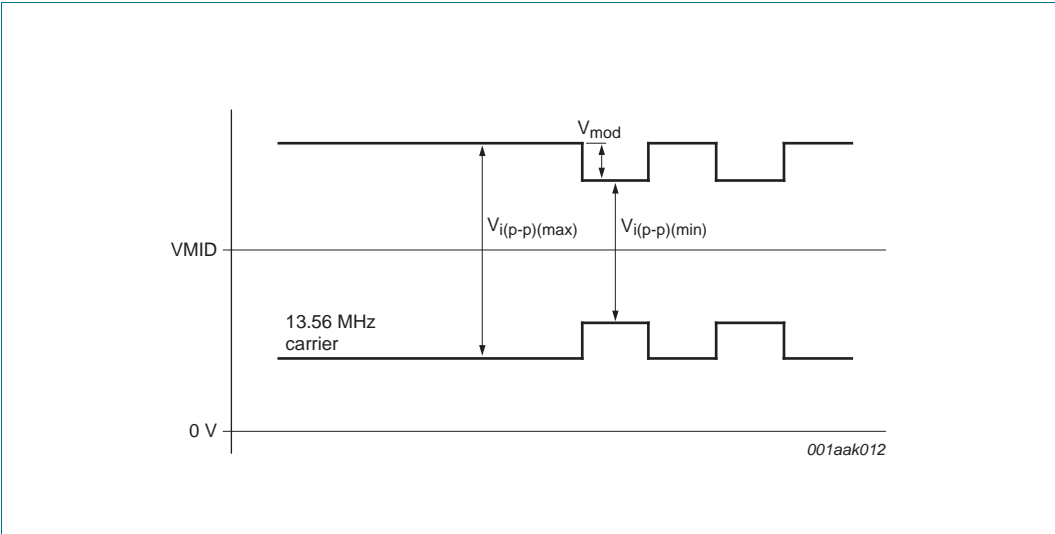 Vmod
Vi(p-p)(max)
Vi(p-p)(min)
VMID
13.56 MHz
carrier
0 V
001aak012